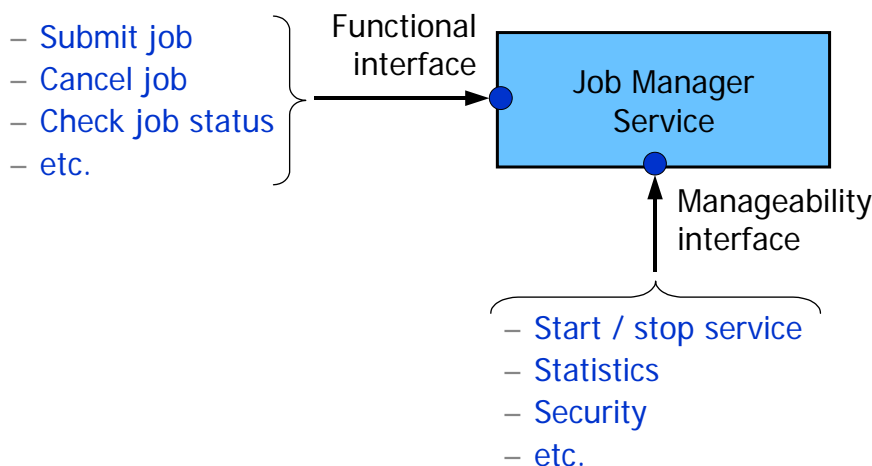 – Submit job
– Cancel job
– Check job status
– etc.
Functional
interface
Job Manager
Service
Manageability
interface
– Start / stop service
– Statistics
– Security
– etc.